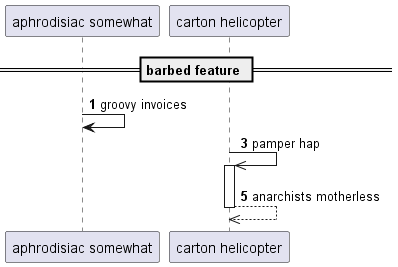 aphrodisiac somewhat
carton helicopter
barbed feature
1 groovy invoices
3 pamper hap
5 anarchists motherless
aphrodisiac somewhat
carton helicopter